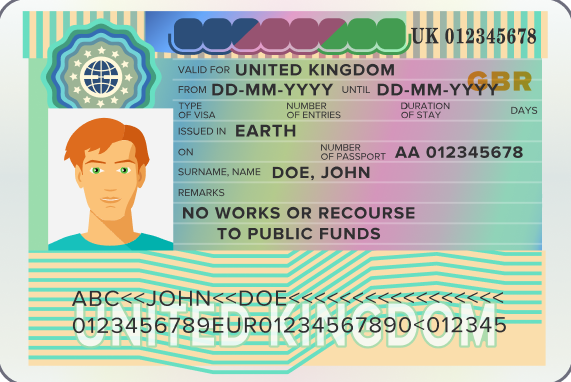 UK 012345678
VALID FOR UNITED KINGDOM
GBR
FROM DD-MM-YYYY UNTIL DD-MM-YYYY
TYPE OF VISA NUMBER OF ENTRIES DURATION OF STAY DAYS
ISSUED IN EARTH
ON NUMBER OF PASSPORT AA 012345678
SURNAME, NAME DOE, JOHN
REMARKS
NO WORKS OR RECOURSE
TO PUBLIC FUNDS
ABC<<JOHN<<DOE<<<<<<<<<<<<<<<<<
UNITED KINGDOM
0123456789EUR01234567890<012345